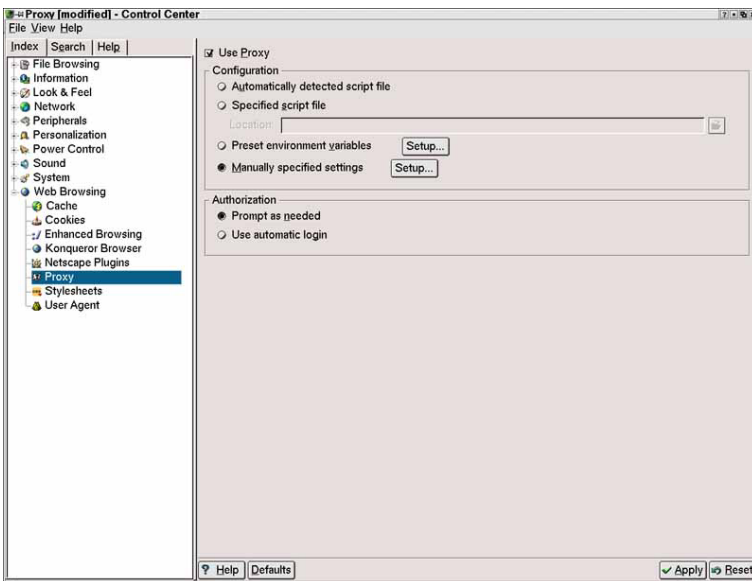 Proxy [modified] - Control Center
File View Help
Index Search Help
File Browsing
Information
Look & Feel
Network
Peripherals
Personalization
Power Control
Sound
System
Web Browsing
Cache
Cookies
Enhanced Browsing
Konqueror Browser
Netscape Plugins
Proxy
Stylesheets
User Agent
Use Proxy
Configuration
Automatically detected script file
Specified script file
Location:
Preset environment variables Setup...
Manually specified settings Setup...
Authorization
Prompt as needed
Use automatic login
? Help Defaults Apply Reset